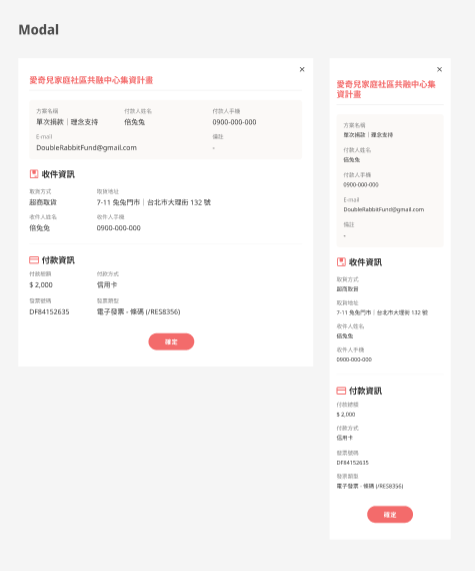 Modal
愛奇兒家庭社區共融中心集資計畫
方案名稱 付款人姓名 付款人手機
單次捐款｜理念支持 倍兔兔 0900-000-000
E-mail 備註
DoubleRabbitFund@gmail.com -
收件資訊
取貨方式 取貨地址
超商取貨 7-11 兔兔門市｜台北市大理街 132 號
收件人姓名 收件人手機
倍兔兔 0900-000-000
付款資訊
付款總額 付款方式
$ 2,000 信用卡
發票號碼 發票類型
DF84152635 電子發票 - 條碼 (/RES8356)
確定
愛奇兒家庭社區共融中心集
資計畫
方案名稱
單次捐款｜理念支持
付款人姓名
倍兔兔
付款人手機
0900-000-000
E-mail
DoubleRabbitFund@gmail.com
備註
-
收件資訊
取貨方式
超商取貨
取貨地址
7-11 兔兔門市｜台北市大理街 132 號
收件人姓名
倍兔兔
收件人手機
0900-000-000
付款資訊
付款總額
$ 2,000
付款方式
信用卡
發票號碼
DF84152635
發票類型
電子發票 - 條碼 (/RES8356)
確定